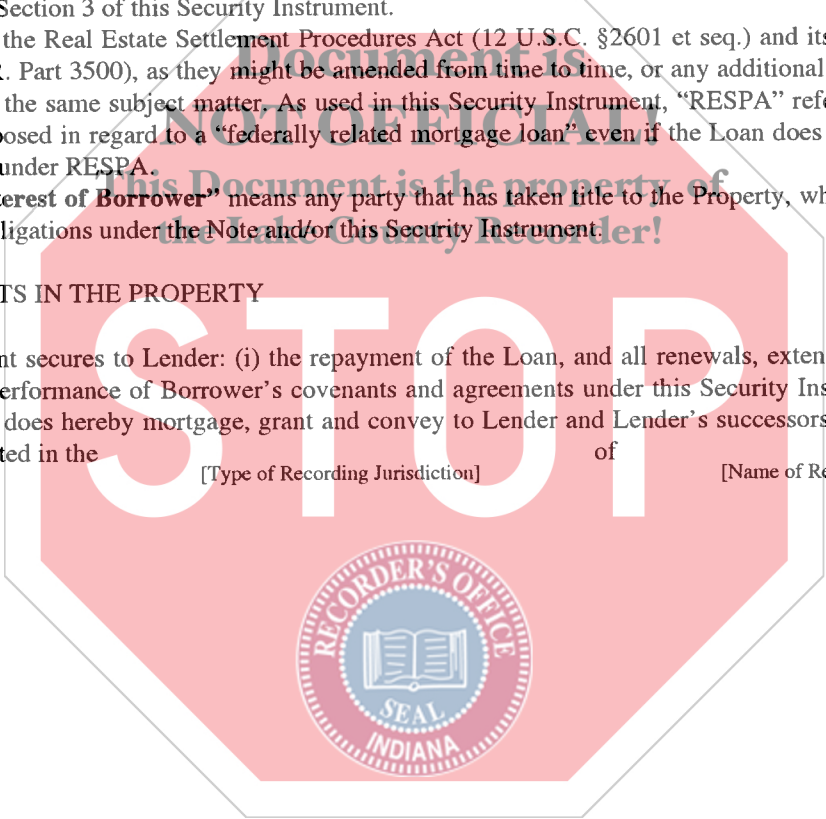 Section 3 of this Security Instrument.
the Real Estate Settlement Procedures Act (12 U.S.C. §2601 et seq.) and its
. Part 3500), as they might be amended from time to time, or any additional
the same subject matter. As used in this Security Instrument, “RESPA” refe
osed in regard to a “federally related mortgage loan” even if the Loan does
under RESPA.
erest of Borrower” means any party that has taken title to the Property, wh
ligations under the Note and/or this Security Instrument.
Document is
NOT OFFICIAL!
This Document is the property of
the Lake County Recorder!
TS IN THE PROPERTY
nt secures to Lender: (i) the repayment of the Loan, and all renewals, exten
erformance of Borrower’s covenants and agreements under this Security Ins
does hereby mortgage, grant and convey to Lender and Lender’s successors
ted in the of
[Type of Recording Jurisdiction] [Name of Re
STOP
RECORDER'S OFFICE
SEAL
INDIANA